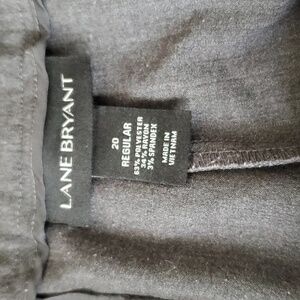 LANE BRYANT
20
REGULAR
63% POLYESTER
34% RAYON
3% SPANDEX
MADE IN
VIETNAM